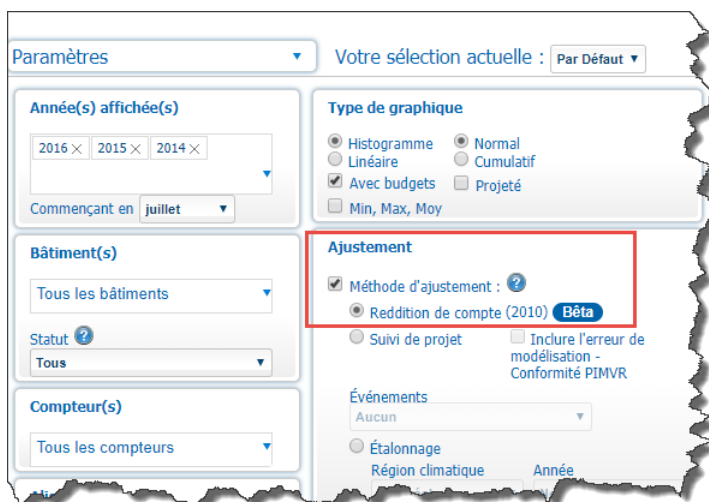 Paramètres
Votre sélection actuelle : Par Défaut
Année(s) affichée(s)
2016 × 2015 × 2014 ×
Commençant en juillet
Bâtiment(s)
Tous les bâtiments
Statut ?
Tous
Compteur(s)
Tous les compteurs
Type de graphique
Histogramme Normal
Linéaire Cumulatif
Avec budgets Projeté
Min, Max, Moy
Ajustement
Méthode d'ajustement : ?
Reddition de compte (2010) Bêta
Suivi de projet Inclure l'erreur de
modélisation -
Conformité PIMVR
Événements
Aucun
Étalonnage
Région climatique Année